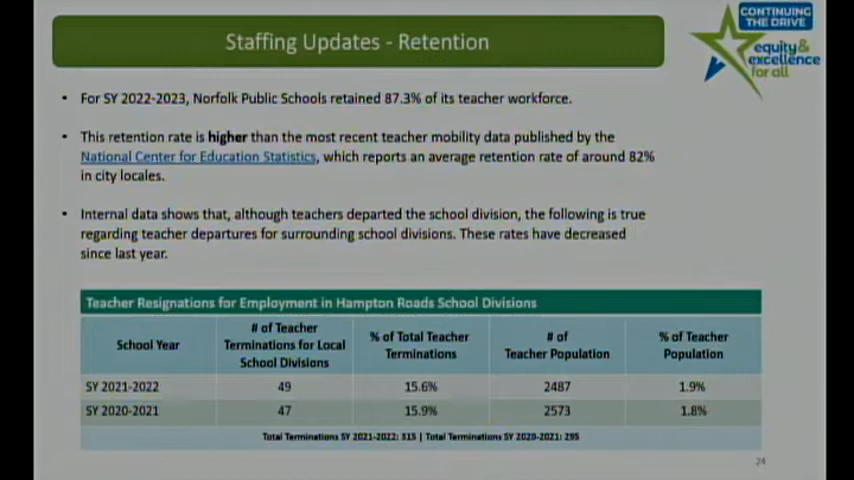 CONTINUING
THE DRIVE
equity&
excellence
for all
Staffing Updates - Retention
• For SY 2022-2023, Norfolk Public Schools retained 87.3% of its teacher workforce.
• This retention rate is higher than the most recent teacher mobility data published by the
National Center for Education Statistics, which reports an average retention rate of around 82%
in city locales.
• Internal data shows that, although teachers departed the school division, the following is true
regarding teacher departures for surrounding school divisions. These rates have decreased
since last year.
Teacher Resignations for Employment in Hampton Roads School Divisions
School Year
# of Teacher
Terminations for Local
School Divisions
% of Total Teacher
Terminations
# of
Teacher Population
% of Teacher
Population
SY 2021-2022 49 15.6% 2487 1.9%
SY 2020-2021 47 15.9% 2573 1.8%
Total Terminations SY 2021-2022: 315 | Total Terminations SY 2020-2021: 295
24